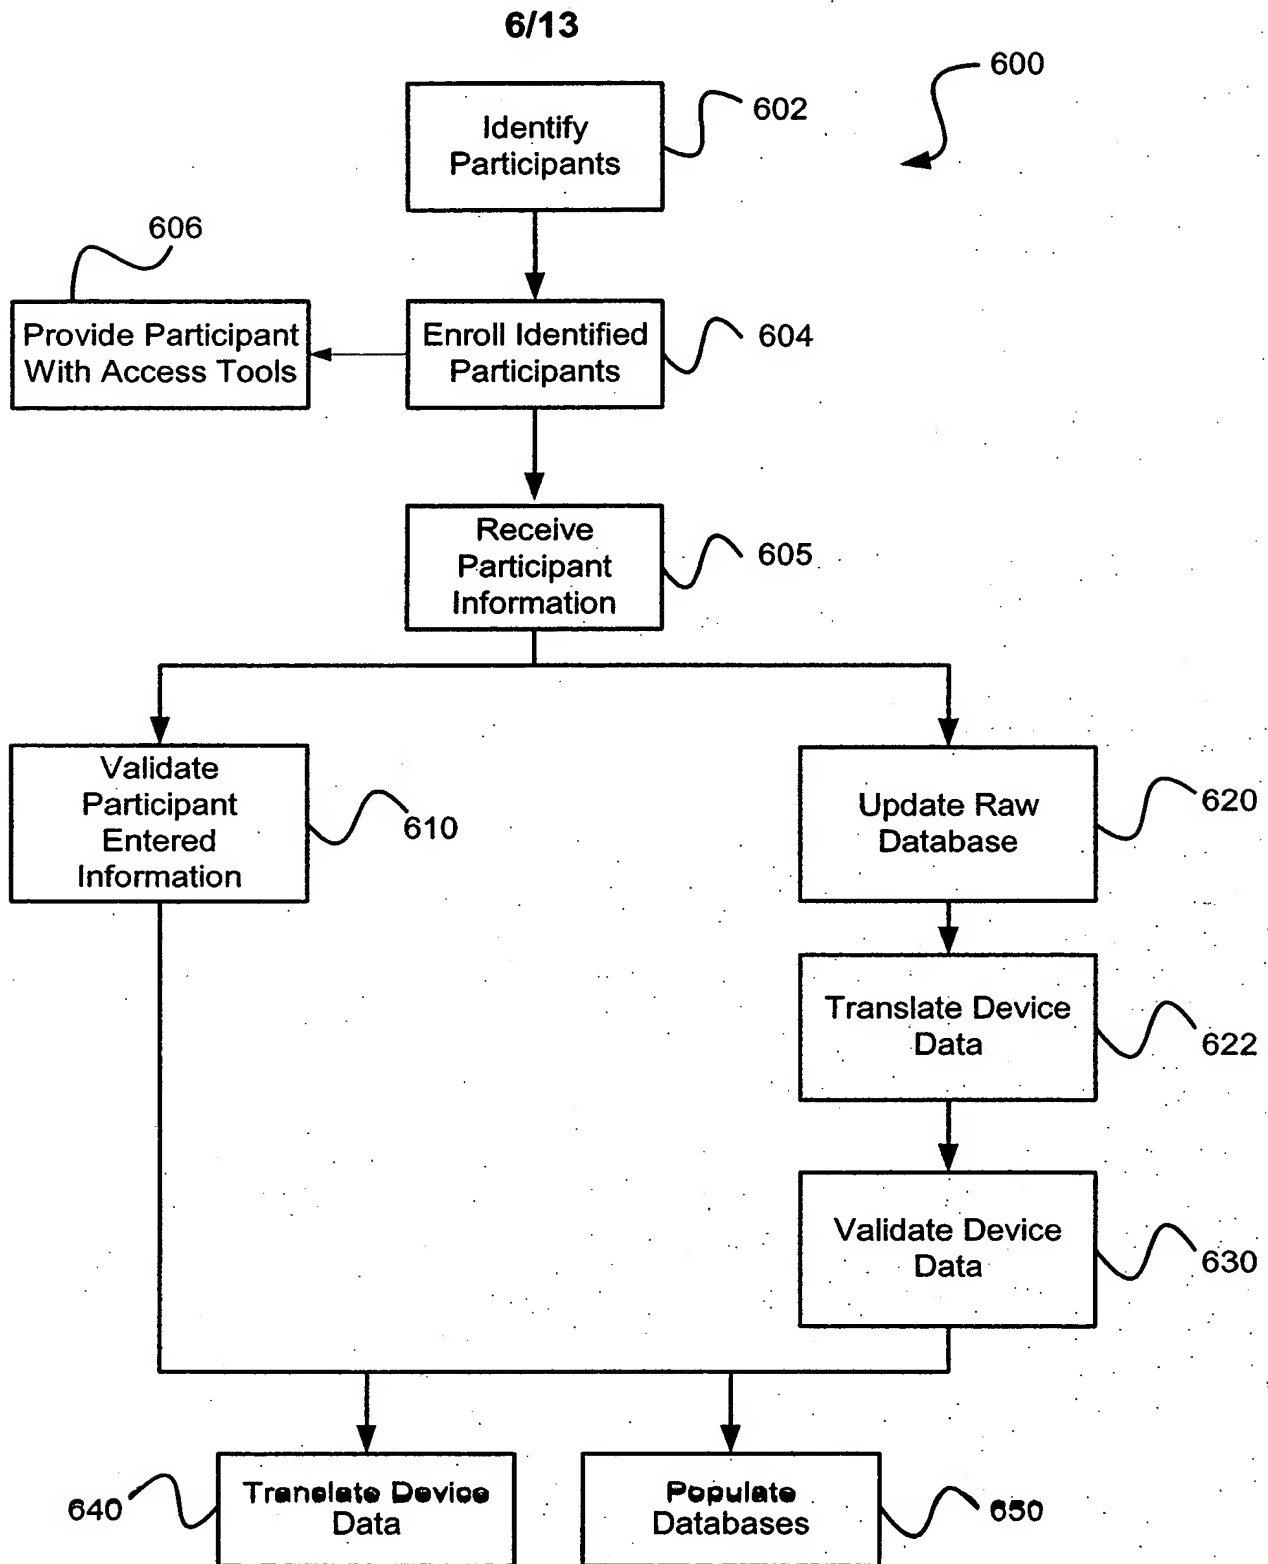 6/13
600
Identify
Participants
602
606
Provide Participant
With Access Tools
Enroll Identified
Participants
604
Receive
Participant
Information
605
Validate
Participant
Entered
Information
610
Update Raw
Database
620
Translate Device
Data
622
Validate Device
Data
630
640
Translate Device
Data
Populate
Databases
650